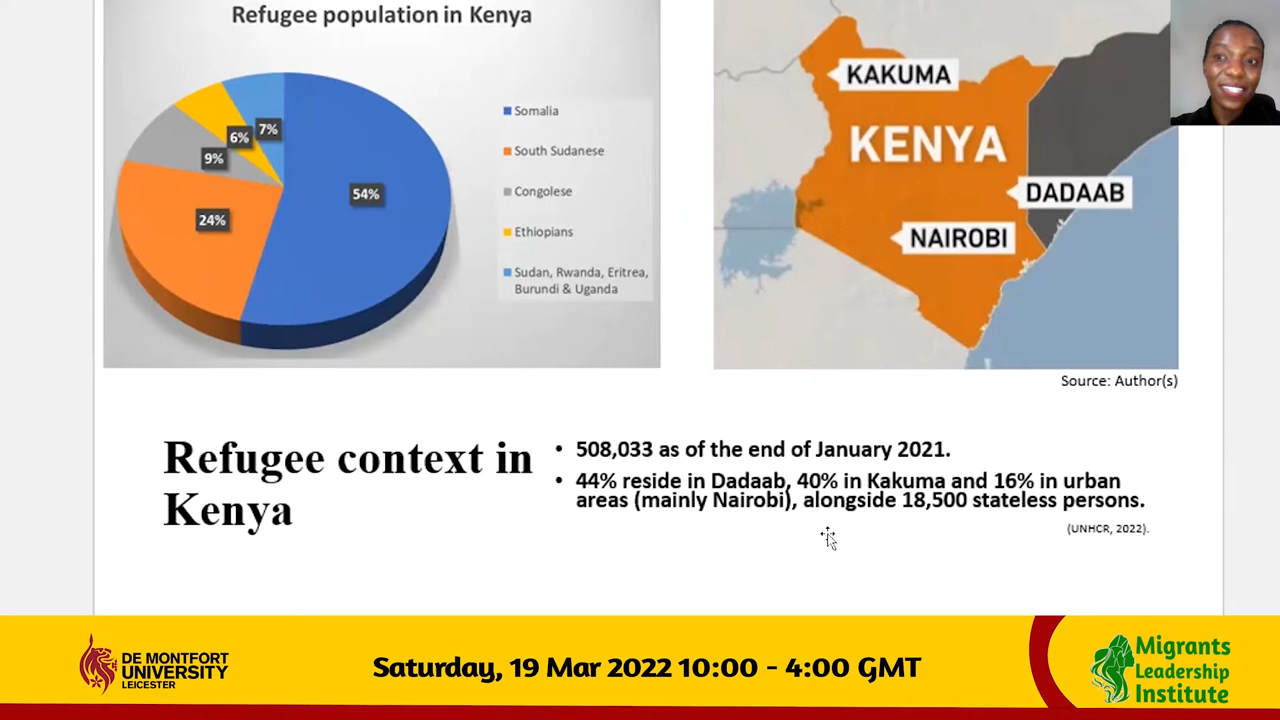 Refugee population in Kenya
54%
24%
9%
6%
7%
Somalia
South Sudanese
Congolese
Ethiopians
Sudan, Rwanda, Eritrea,
Burundi & Uganda
KAKUMA
KENYA
DADAAB
NAIROBI
Source: Author(s)
Refugee context in
Kenya
• 508,033 as of the end of January 2021.
• 44% reside in Dadaab, 40% in Kakuma and 16% in urban
areas (mainly Nairobi), alongside 18,500 stateless persons.
(UNHCR, 2022).
DE MONTFORT
UNIVERSITY
LEICESTER
Saturday, 19 Mar 2022 10:00 - 4:00 GMT
Migrants
Leadership
Institute